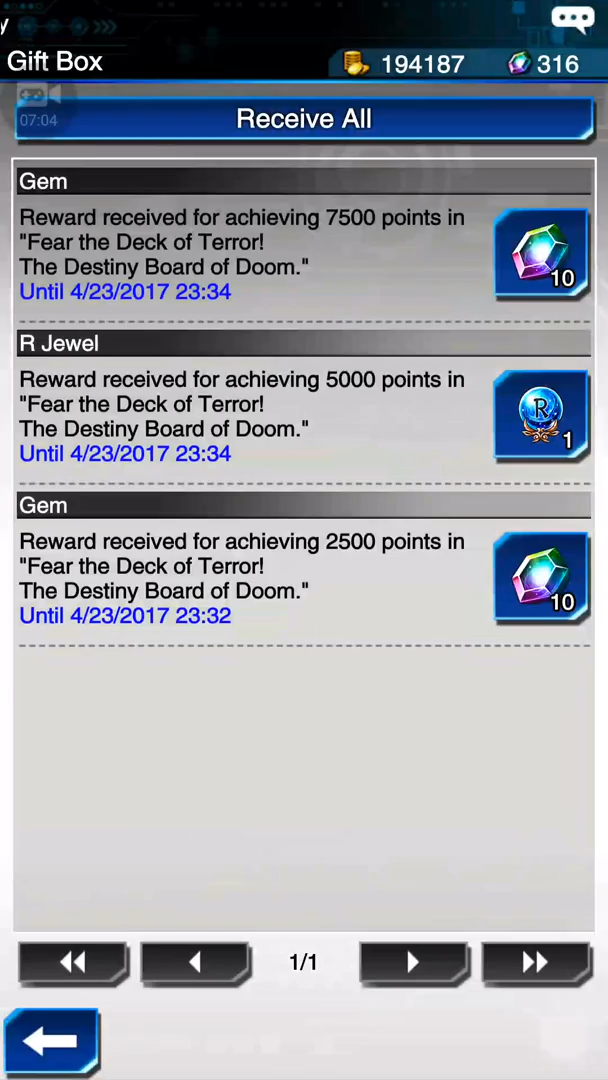 y
Gift Box
194187
316
07:04
Receive All
Gem
Reward received for achieving 7500 points in
"Fear the Deck of Terror!
The Destiny Board of Doom."
Until 4/23/2017 23:34
10
R Jewel
Reward received for achieving 5000 points in
"Fear the Deck of Terror!
The Destiny Board of Doom."
Until 4/23/2017 23:34
R
1
Gem
Reward received for achieving 2500 points in
"Fear the Deck of Terror!
The Destiny Board of Doom."
Until 4/23/2017 23:32
10
1/1